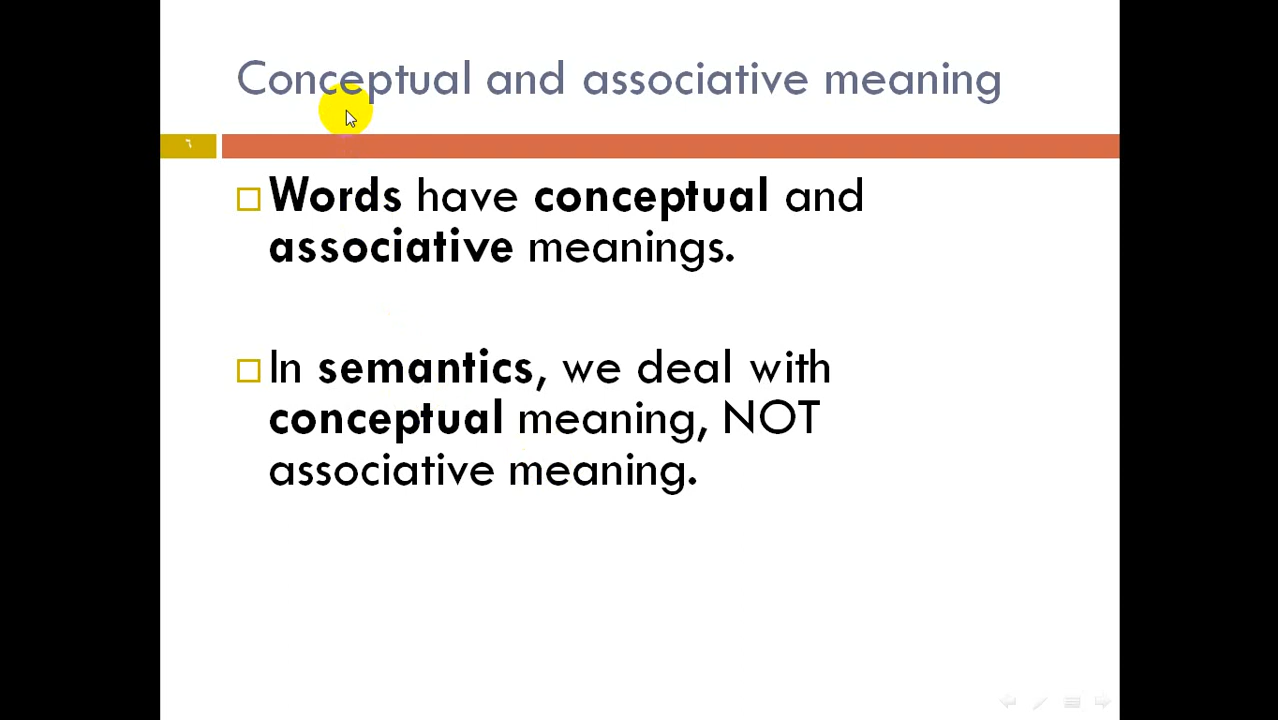 Conceptual and associative meaning
٦
Words have conceptual and
associative meanings.
In semantics, we deal with
conceptual meaning, NOT
associative meaning.